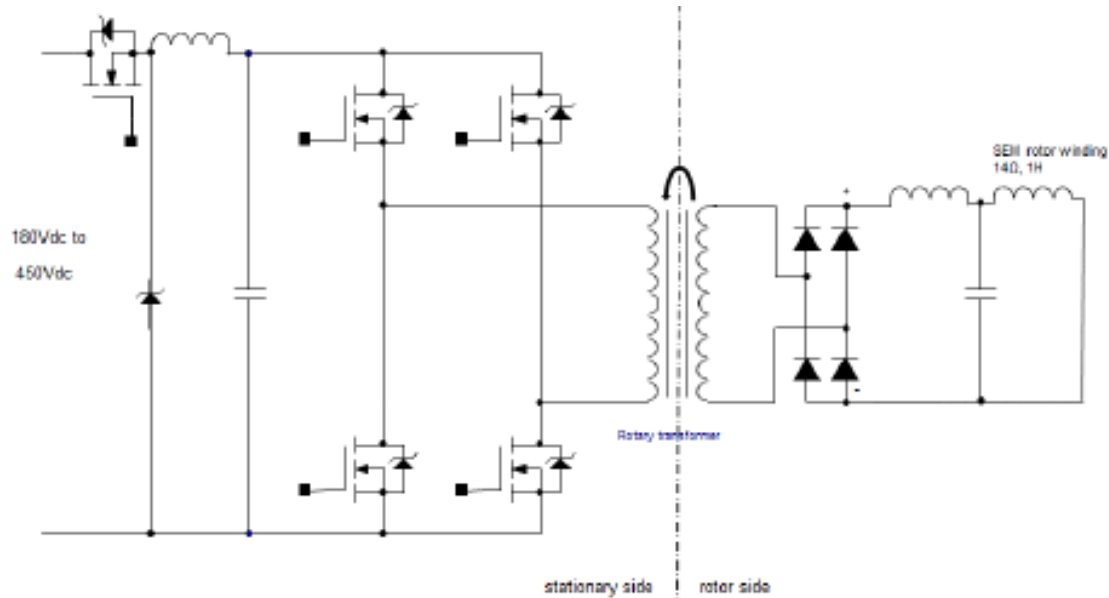 SEM rotor winding
14Ω, 1H
+
180Vdc to
450Vdc
-
Rotary transformer
stationary side
rotor side